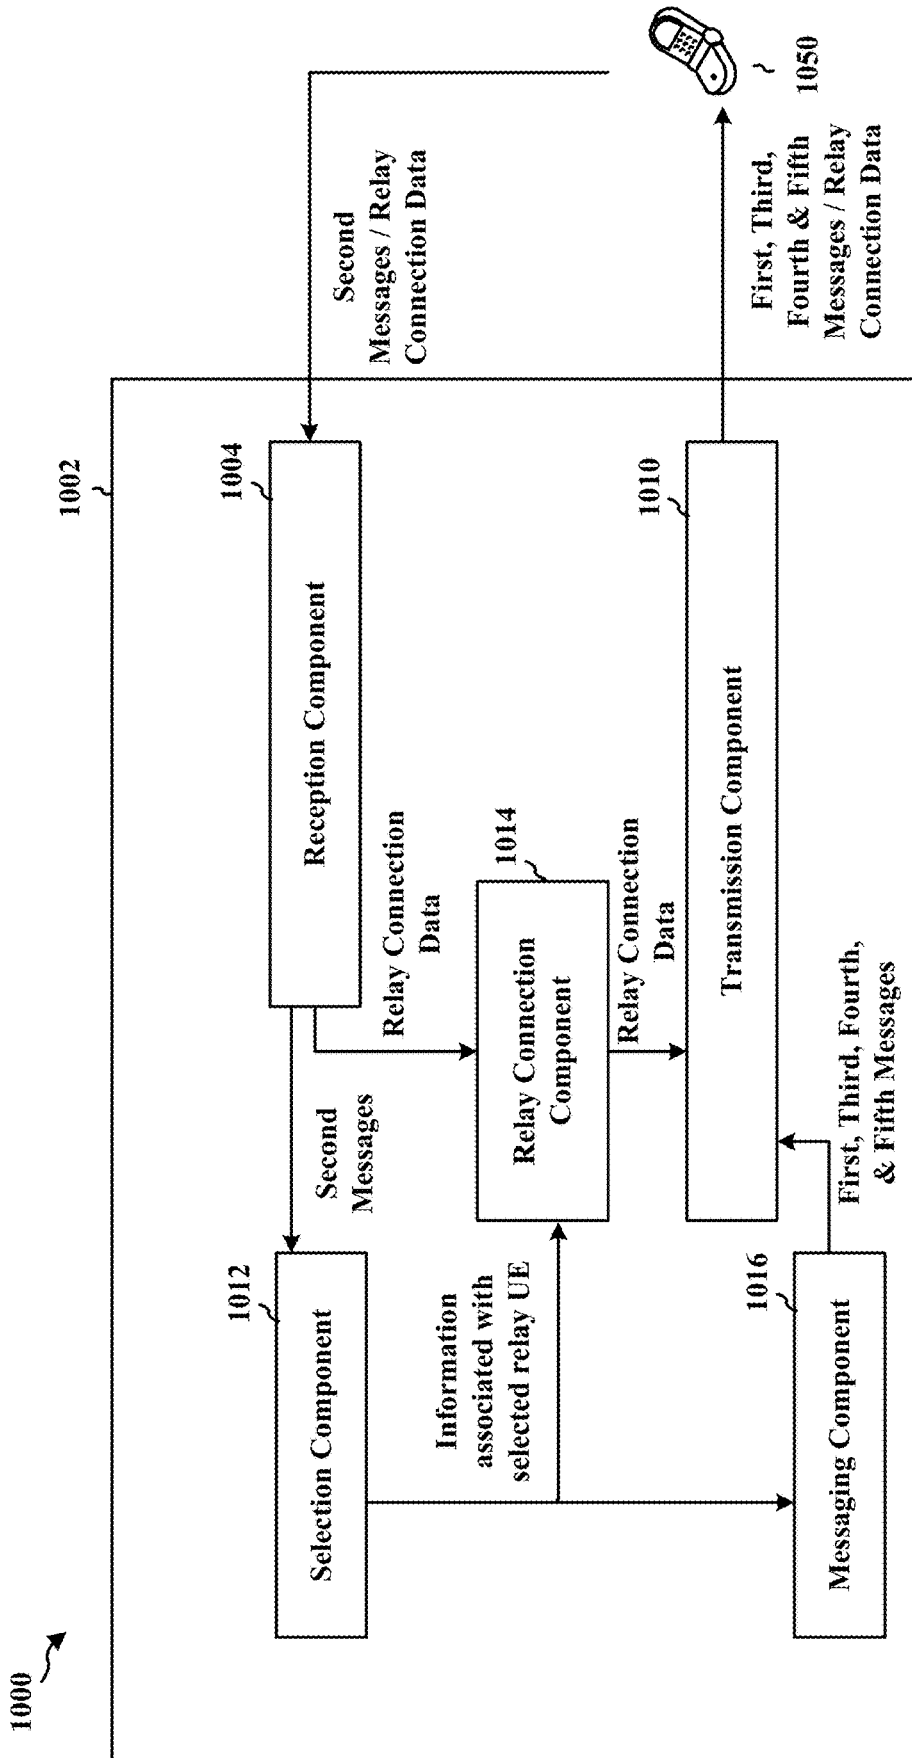 1000
1002
Second
Messages / Relay
Connection Data
1004
Reception Component
1012
Selection Component
Second
Messages
Relay Connection
Data
1014
Relay Connection
Component
Information
associated with
selected relay UE
Relay Connection
Data
1010
Transmission Component
1016
Messaging Component
First, Third, Fourth,
& Fifth Messages
1050
First, Third,
Fourth & Fifth
Messages / Relay
Connection Data